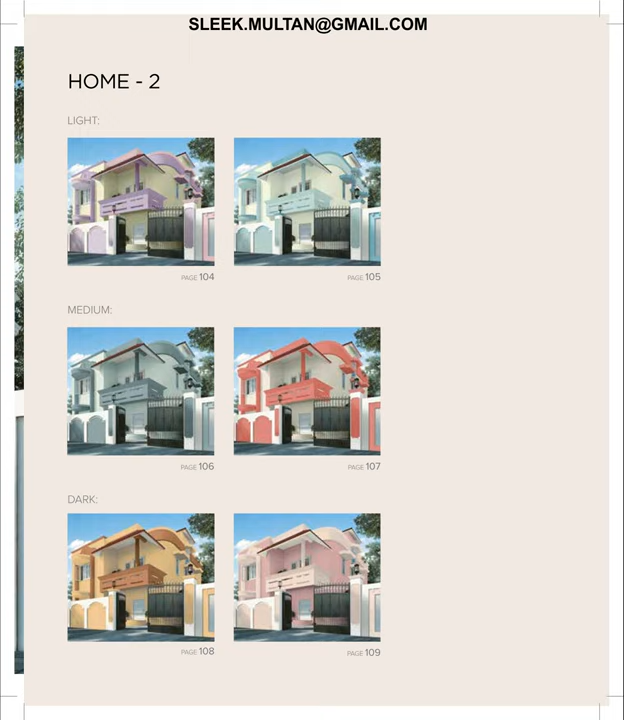 SLEEK.MULTAN@GMAIL.COM
HOME - 2
LIGHT:
PAGE 104
PAGE 105
MEDIUM:
PAGE 106
PAGE 107
DARK:
PAGE 108
PAGE 109